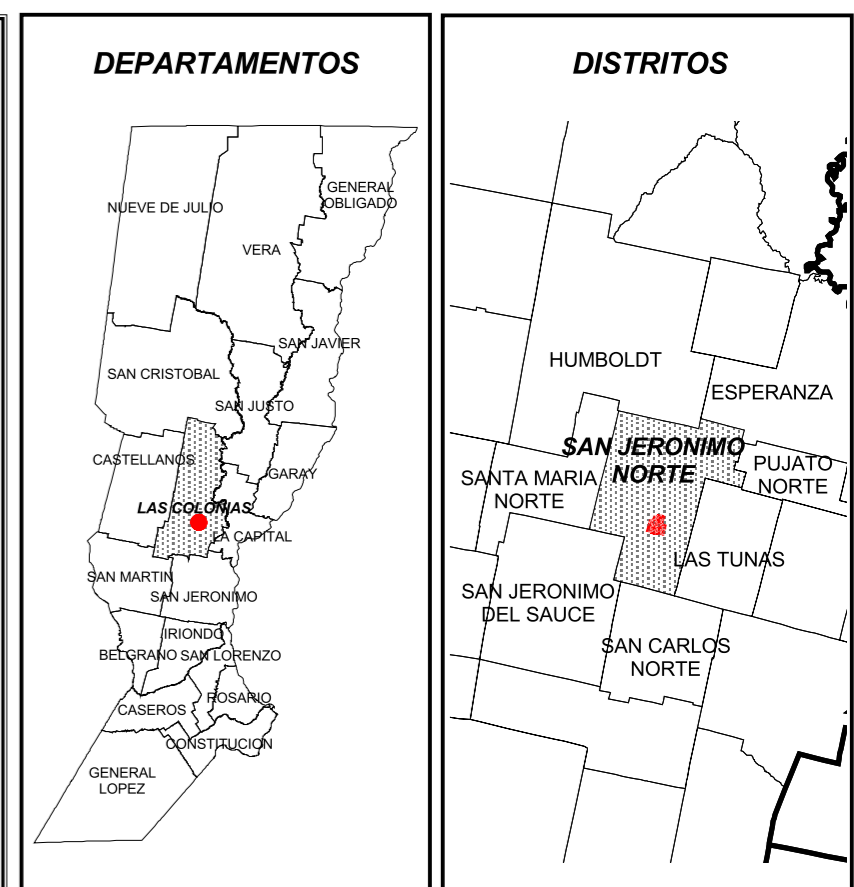 DEPARTAMENTOS
NUEVE DE JULIO
GENERAL
OBLIGADO
VERA
SAN JAVIER
SAN CRISTOBAL
SAN JUSTO
CASTELLANOS
GARAY
LAS COLONIAS
LA CAPITAL
SAN MARTIN
SAN JERONIMO
IRIONDO
BELGRANO
SAN LORENZO
ROSARIO
CASEROS
CONSTITUCION
GENERAL
LOPEZ
DISTRITOS
HUMBOLDT
ESPERANZA
SAN JERONIMO
NORTE
PUJATO
NORTE
SANTA MARIA
NORTE
LAS TUNAS
SAN JERONIMO
DEL SAUCE
SAN CARLOS
NORTE